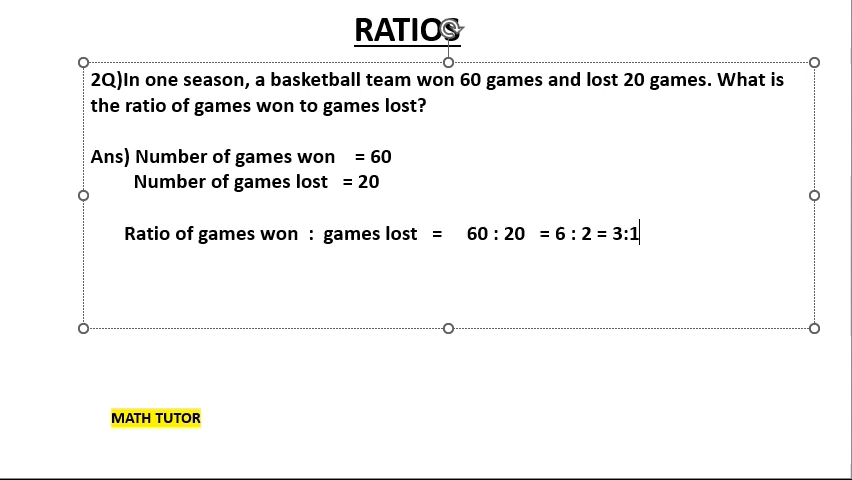 RATIOS
2Q)In one season, a basketball team won 60 games and lost 20 games. What is
the ratio of games won to games lost?
Ans) Number of games won = 60
Number of games lost = 20
Ratio of games won : games lost = 60 : 20 = 6 : 2 = 3:1
MATH TUTOR